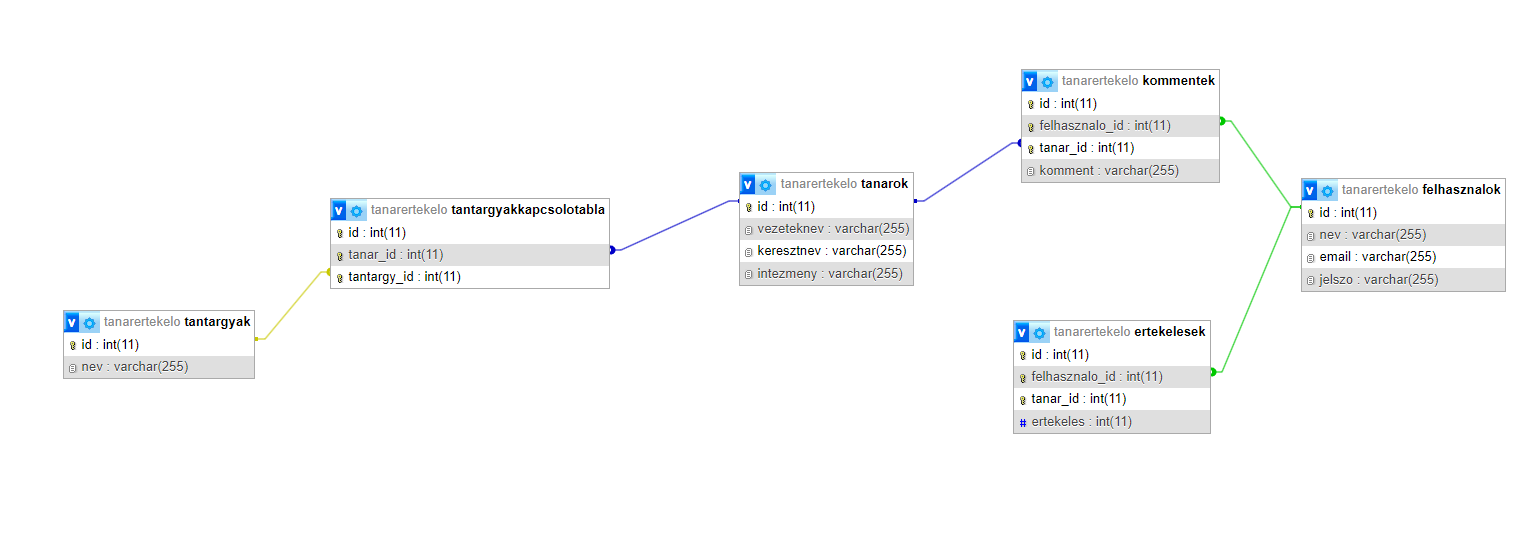 v tanarertekelo tantargyak
id : int(11)
nev : varchar(255)
v tanarertekelo tantargyakkapcsolotabla
id : int(11)
tanar_id : int(11)
tantargy_id : int(11)
v tanarertekelo tanarok
id : int(11)
vezeteknev : varchar(255)
keresztnev : varchar(255)
intezmeny : varchar(255)
v tanarertekelo kommentek
id : int(11)
felhasznalo_id : int(11)
tanar_id : int(11)
komment : varchar(255)
v tanarertekelo ertekelesek
id : int(11)
felhasznalo_id : int(11)
tanar_id : int(11)
# ertekeles : int(11)
v tanarertekelo felhasznalok
id : int(11)
nev : varchar(255)
email : varchar(255)
jelszo : varchar(255)